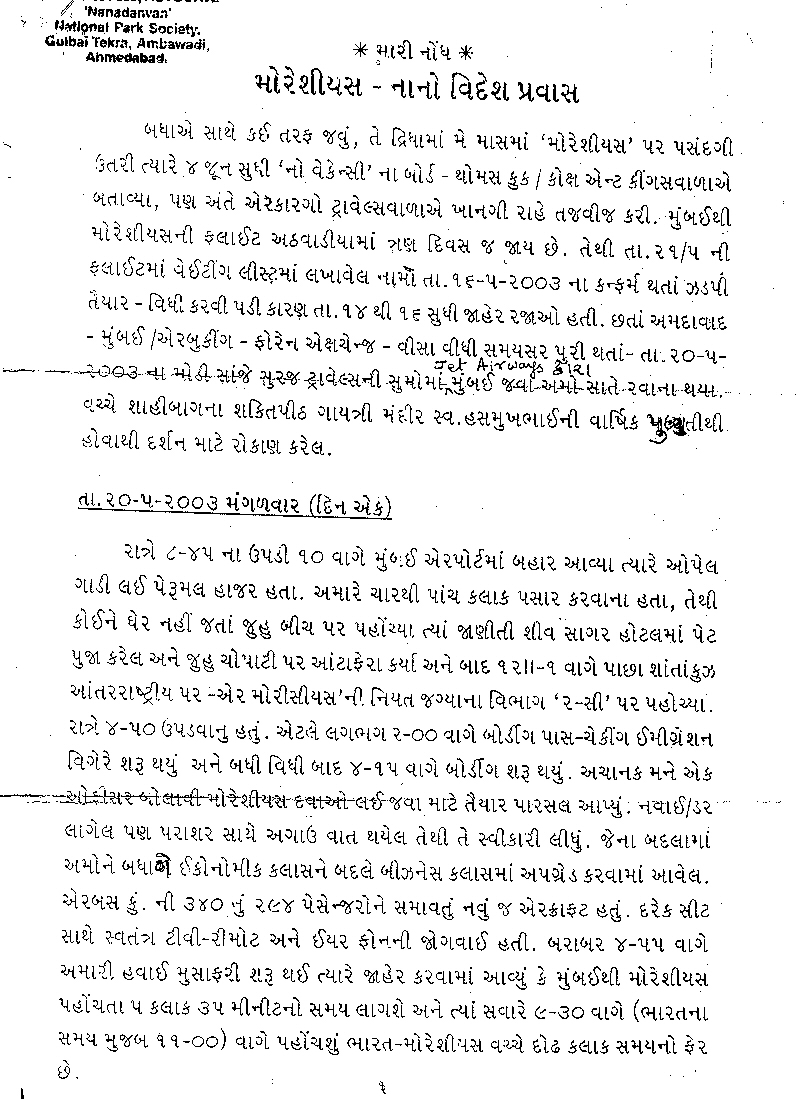 'Nanadanvan'
National Park Society,
Gulbai Tekra, Ambawadi,
Ahmedabad.
* મારી નોંધ *
મોરેશીયસ - નાનો વિદેશ પ્રવાસ
બધાએ સાથે કઈ તરફ જવું, તે દ્રિધામાં મે માસમાં 'મોરેશીયસ' પર પસંદગી
ઉતરી ત્યારે ૪ જૂન સુધી 'નો વેકેન્સી' ના બોર્ડ - થોમસ કુક / કોક્ષ એન્ટ કીંગસવાળાએ
બતાવ્યા, પણ અંતે એરકારગો ટ્રાવેલ્સવાળાએ ખાનગી રાહે તજવીજ કરી. મુંબઈથી
મોરેશીયસની ફલાઈટ અઠવાડીયામાં ત્રણ દિવસ જ જાય છે. તેથી તા.૨૧/૫ ની
ફલાઈટમાં વેઈટીંગ લીસ્ટમાં લખાવેલ નામો તા.૧૬-૫-૨૦૦૩ ના કન્ફર્મ થતાં ઝડપી
તૈયાર - વિધી કરવી પડી કારણ તા.૧૪ થી ૧૬ સુધી જાહેર રજાઓ હતી. છતાં અમદાવાદ
- મુંબઈ /એરબુકીંગ - ફોરેન એક્ષચેન્જ - વીસા વીધી સમયસર પૂરી થતાં- તા.૨૦-૫-
Jet Airways દ્વારા
૨૦૦૩ ના મોડી સાંજે સુરજ ટ્રાવેલ્સની સુમોમાં મુંબઈ જવા અમો સાતે રવાના થયા.
વચ્ચે શાહીબાગના શકિતપીઠ ગાયત્રી મંદીર સ્વ.હસમુખભાઈની વાર્ષિક પુણ્યતીથી
હોવાથી દર્શન માટે રોકાણ કરેલ.
તા.૨૦-૫-૨૦૦૩ મંગળવાર (દિન એક)
રાત્રે ૮-૪૫ ના ઉપડી ૧૦ વાગે મુંબઈ એરપોર્ટમાં બહાર આવ્યા ત્યારે ઓપેલ
ગાડી લઈ પેરૂમલ હાજર હતા. અમારે ચારથી પાંચ કલાક પસાર કરવાના હતા, તેથી
કોઈને ઘેર નહીં જતાં જુહુ બીચ પર પહોંચ્યા ત્યાં જાણીતી શીવ સાગર હોટલમાં પેટ
પુજા કરેલ અને જુહુ ચોપાટી પર આંટાફેરા કર્યા અને બાદ ૧૨ાા-૧ વાગે પાછા શાંતાકુઝ
આંતરરાષ્ટ્રીય પર -એર મોરીસીયસ'ની નિયત જગ્યાના વિભાગ '૨-સી' પર પહોચ્યા.
રાત્રે ૪-૫૦ ઉપડવાનુ હતું. એટલે લગભગ ૨-૦૦ વાગે બોર્ડીગ પાસ-ચેકીંગ ઈમીગ્રેશન
વિગેરે શરૂ થયું અને બધી વિધી બાદ ૪-૧૫ વાગે બોર્ડીગ શરૂ થયું. અચાનક મને એક
ઓફીસર બોલાવી મોરેશીયસ દવાઓ લઈ જવા માટે તૈયાર પારસલ આપ્યું. નવાઈ/ડર
લાગેલ પણ પરાશર સાથે અગાઉ વાત થયેલ તેથી તે સ્વીકારી લીધું. જેના બદલામાં
અમોને બધાએ ઈકોનોમીક કલાસને બદલે બીઝનેસ કલાસમાં અપગ્રેડ કરવામાં આવેલ.
એરબસ કું. ની ૩૪૦ નું ૨૯૪ પેસેન્જરોને સમાવતું નવું જ એરક્રાફટ હતું. દરેક સીટ
સાથે સ્વતંત્ર ટીવી-રીમોટ અને ઈયર ફોનની જોગવાઈ હતી. બરાબર ૪-૫૫ વાગે
અમારી હવાઈ મુસાફરી શરૂ થઈ ત્યારે જાહેર કરવામાં આવ્યું કે મુંબઈથી મોરેશીયસ
પહોંચતા ૫ કલાક ૩૫ મીનીટનો સમય લાગશે અને ત્યાં સવારે ૯-૩૦ વાગે (ભારતના
સમય મુજબ ૧૧-૦૦) વાગે પહોંચશું ભારત-મોરેશીયસ વચ્ચે દોઢ કલાક સમયનો ફેર
છે.
૧